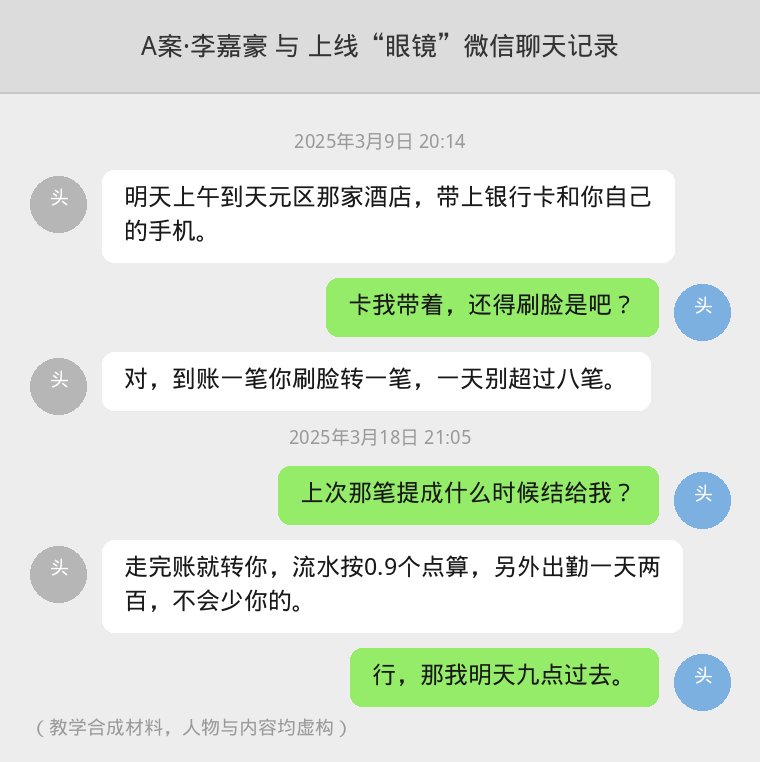 A案·李嘉豪 与 上线“眼镜”微信聊天记录
2025年3月9日 20:14
头
明天上午到天元区那家酒店，带上银行卡和你自己
的手机。
卡我带着，还得刷脸是吧？
头
头
对，到账一笔你刷脸转一笔，一天别超过八笔。
2025年3月18日 21:05
上次那笔提成什么时候结给我？
头
头
走完账就转你，流水按0.9个点算，另外出勤一天两
百，不会少你的。
行，那我明天九点过去。
头
（教学合成材料，人物与内容均虚构）